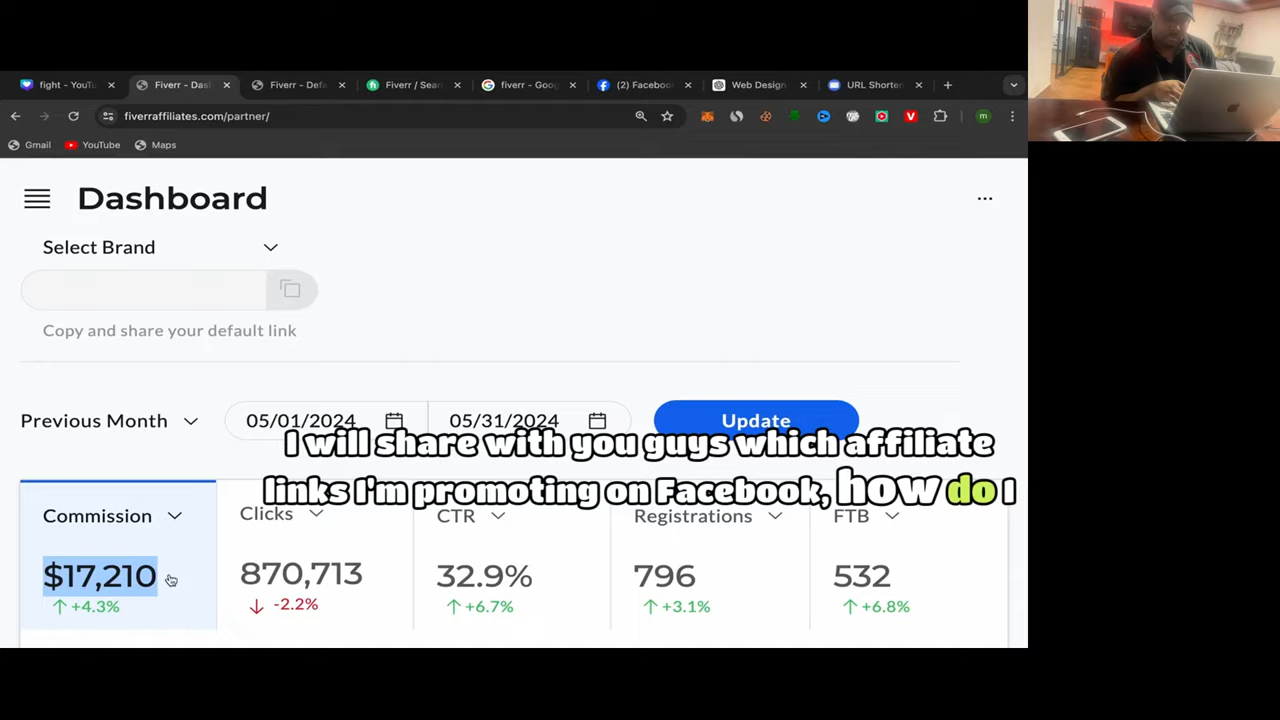 fight - YouTu
Fiverr - Das
Fiverr - Defa
Fiverr / Sear
fiverr - Goog
(2) Facebook
Web Design
URL Shorten
fiverraffiliates.com/partner/
m
Gmail
YouTube
Maps
Dashboard
Select Brand
Copy and share your default link
Previous Month
05/01/2024
05/31/2024
Update
I will share with you guys which affiliate
links I'm promoting on Facebook, how do I
Commission
Clicks
CTR
Registrations
FTB
$17,210
870,713
32.9%
796
532
+4.3%
-2.2%
+6.7%
+3.1%
+6.8%